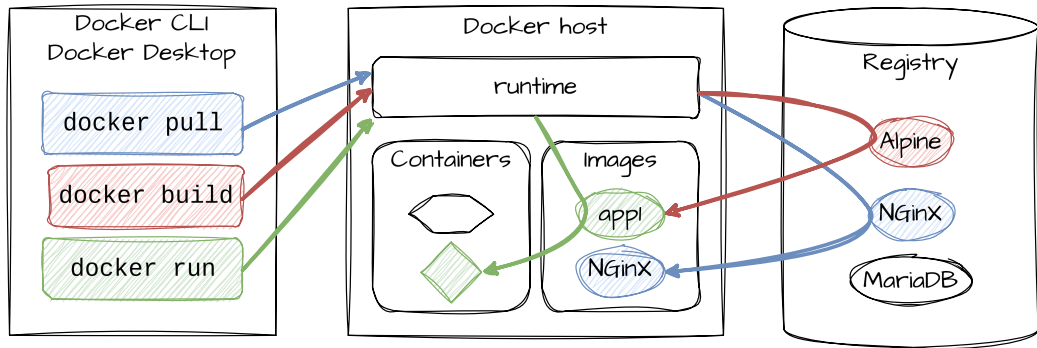 Docker CLI
Docker Desktop
docker pull
docker build
docker run
Docker host
runtime
Containers
Images
app1
NGinX
Registry
Alpine
NGinX
MariaDB